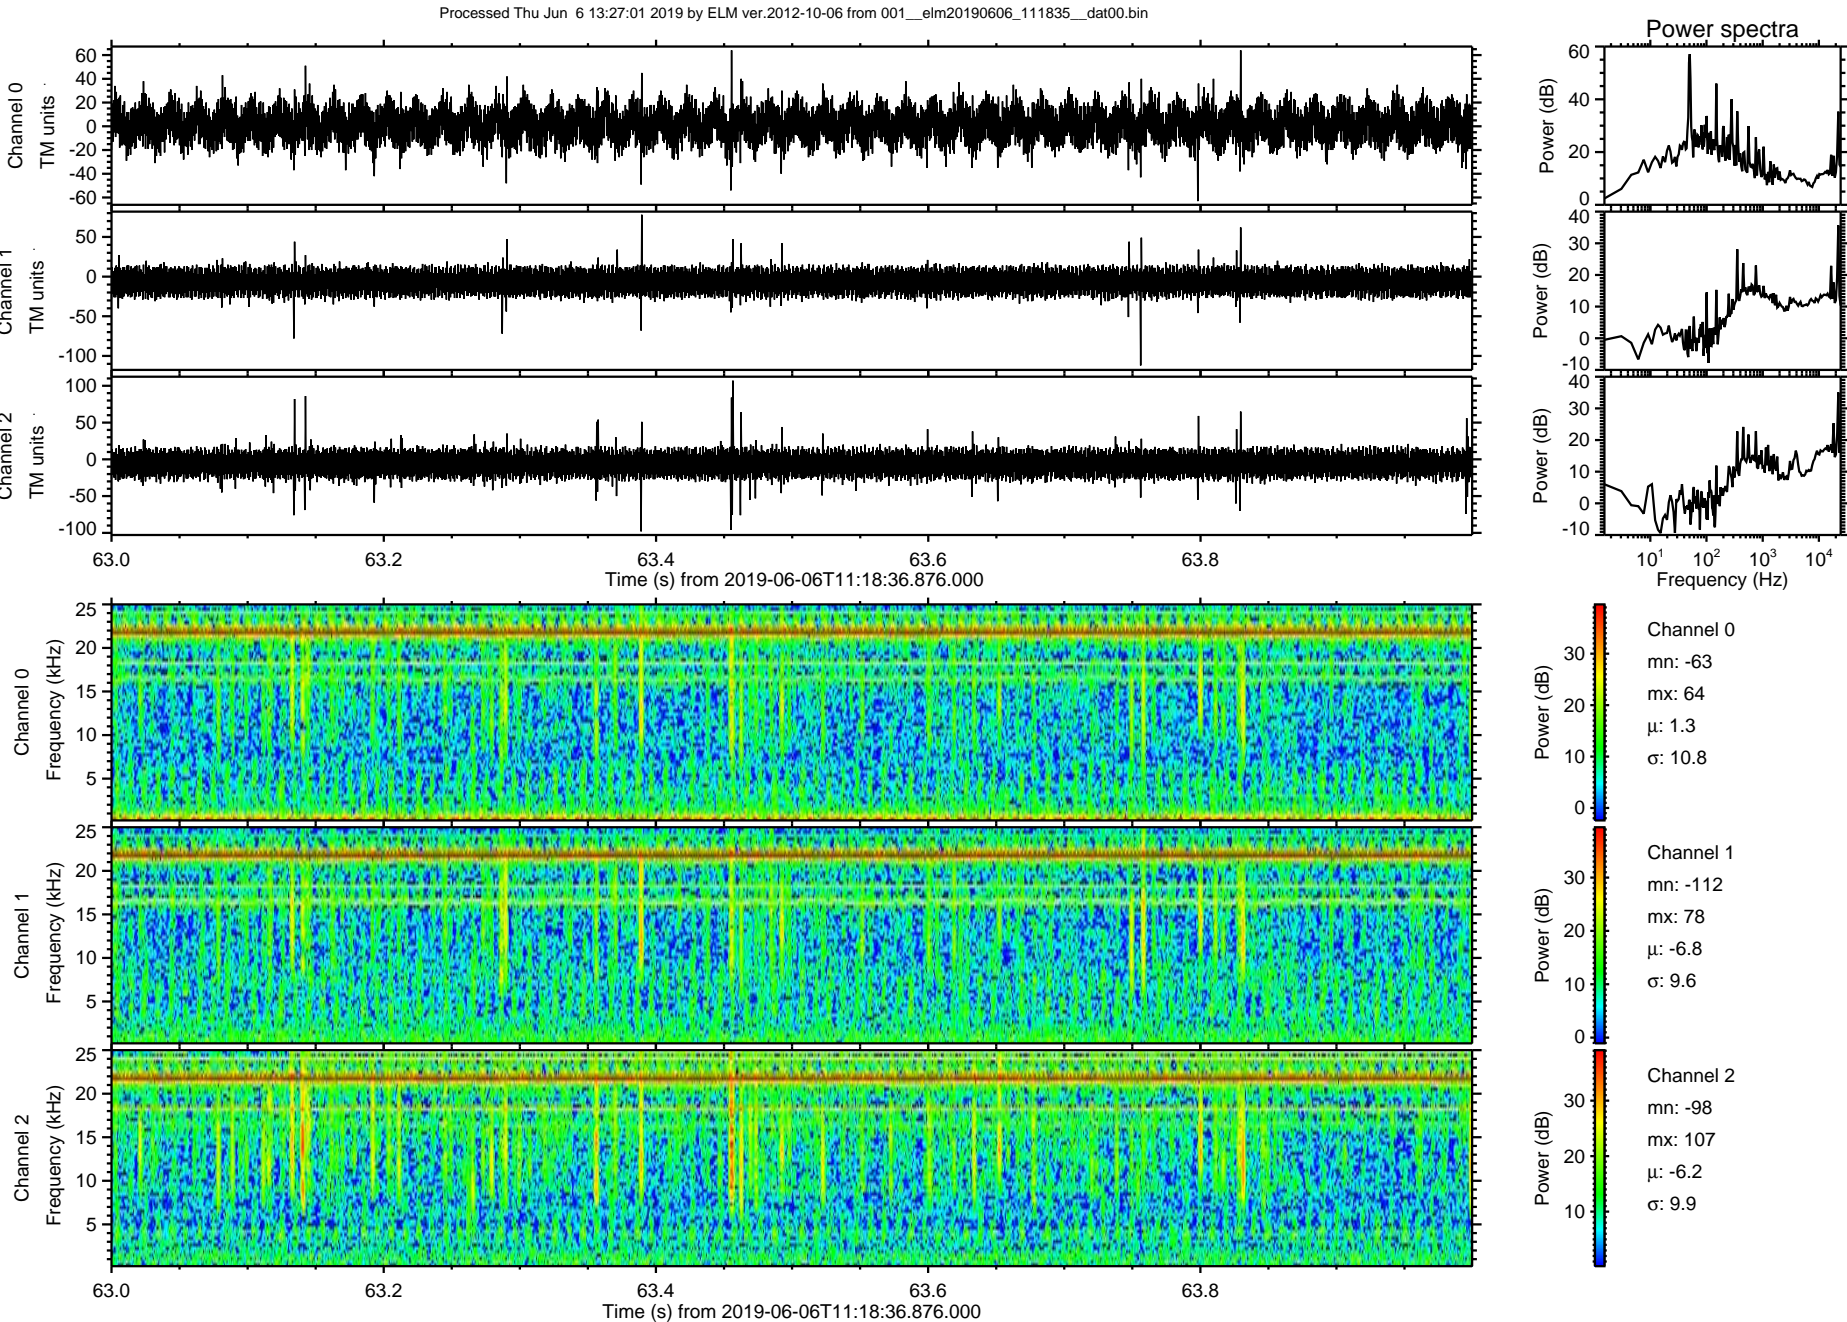 Processed Thu Jun  6 13:27:01 2019 by ELM ver.2012-10-06 from 001__elm20190606_111835__dat00.bin
Power spectra
Channel 0
TM units
60
40
20
0
-20
-40
-60
Power (dB)
60
40
20
0
Channel 1
TM units
50
0
-50
-100
Power (dB)
40
30
20
10
0
-10
Channel 2
TM units
100
50
0
-50
-100
Power (dB)
40
30
20
10
0
-10
63.0 63.2 63.4 63.6 63.8
Time (s) from 2019-06-06T11:18:36.876.000
10¹ 10² 10³ 10⁴
Frequency (Hz)
Channel 0
Frequency (kHz)
25
20
15
10
5
Power (dB)
30
20
10
0
Channel 0
mn: -63
mx: 64
μ: 1.3
σ: 10.8
Channel 1
Frequency (kHz)
25
20
15
10
5
Power (dB)
30
20
10
0
Channel 1
mn: -112
mx: 78
μ: -6.8
σ: 9.6
Channel 2
Frequency (kHz)
25
20
15
10
5
Power (dB)
30
20
10
Channel 2
mn: -98
mx: 107
μ: -6.2
σ: 9.9
63.0 63.2 63.4 63.6 63.8
Time (s) from 2019-06-06T11:18:36.876.000